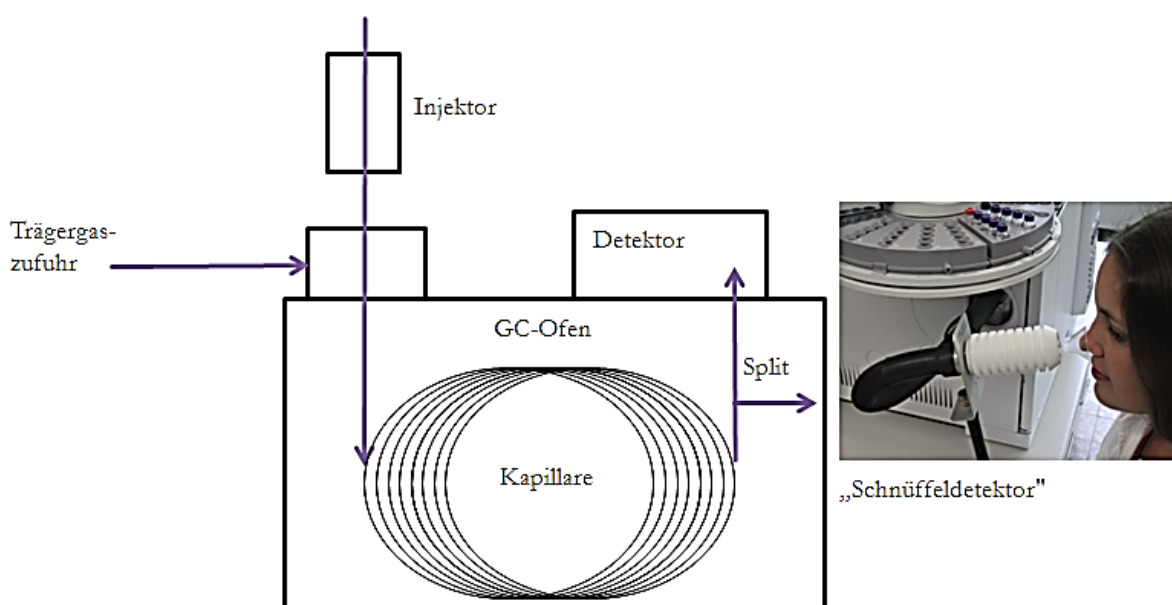 Injektor
Trägergas-
zufuhr
Detektor
GC-Ofen
Split
Kapillare
„Schnüffeldetektor"